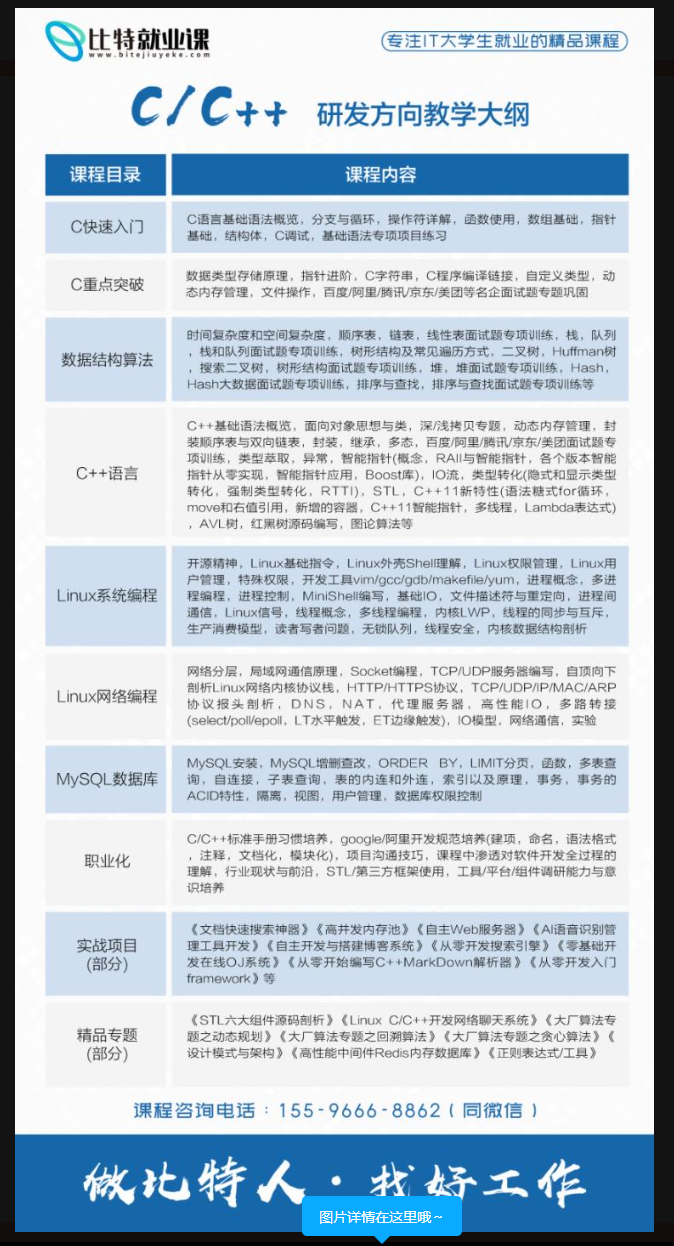 比特就业课
www.bitejiuyeke.com
专注IT大学生就业的精品课程
C/C++ 研发方向教学大纲
课程目录
课程内容
C快速入门
C语言基础语法概览，分支与循环，操作符详解，函数使用，数组基础，指针
基础，结构体，C调试，基础语法专项项目练习
C重点突破
数据类型存储原理，指针进阶，C字符串，C程序编译链接，自定义类型，动
态内存管理，文件操作，百度/阿里/腾讯/京东/美团等名企面试题专题巩固
数据结构算法
时间复杂度和空间复杂度，顺序表，链表，线性表面试题专项训练，栈，队列
，栈和队列面试题专项训练，树形结构及常见遍历方式，二叉树，Huffman树
，搜索二叉树，树形结构面试题专项训练，堆，堆面试题专项训练，Hash，
Hash大数据面试题专项训练，排序与查找，排序与查找面试题专项训练等
C++语言
C++基础语法概览，面向对象思想与类，深/浅拷贝专题，动态内存管理，封
装顺序表与双向链表，封装，继承，多态，百度/阿里/腾讯/京东/美团面试题专
项训练，类型萃取，异常，智能指针(概念，RAII与智能指针，各个版本智能
指针从零实现，智能指针应用，Boost库)，IO流，类型转化(隐式和显示类型
转化，强制类型转化，RTTI)，STL，C++11新特性(语法糖式for循环，
move和右值引用，新增的容器，C++11智能指针，多线程，Lambda表达式)
，AVL树，红黑树源码编写，图论算法等
Linux系统编程
开源精神，Linux基础指令，Linux外壳Shell理解，Linux权限管理，Linux用
户管理，特殊权限，开发工具vim/gcc/gdb/makefile/yum，进程概念，多进
程编程，进程控制，MiniShell编写，基础IO，文件描述符与重定向，进程间
通信，Linux信号，线程概念，多线程编程，内核LWP，线程的同步与互斥，
生产消费模型，读者写者问题，无锁队列，线程安全，内核数据结构剖析
Linux网络编程
网络分层，局域网通信原理，Socket编程，TCP/UDP服务器编写，自顶向下
剖析Linux网络内核协议栈，HTTP/HTTPS协议，TCP/UDP/IP/MAC/ARP
协议报头剖析，DNS，NAT，代理服务器，高性能IO，多路转接
(select/poll/epoll，LT水平触发，ET边缘触发)，IO模型，网络通信，实验
MySQL数据库
MySQL安装，MySQL增删查改，ORDER BY，LIMIT分页，函数，多表查
询，自连接，子表查询，表的内连和外连，索引以及原理，事务，事务的
ACID特性，隔离，视图，用户管理，数据库权限控制
职业化
C/C++标准手册习惯培养，google/阿里开发规范培养(建项，命名，语法格式
，注释，文档化，模块化)，项目沟通技巧，课程中渗透对软件开发全过程的
理解，行业现状与前沿，STL/第三方框架使用，工具/平台/组件调研能力与意
识培养
实战项目
(部分)
《文档快速搜索神器》《高并发内存池》《自主Web服务器》《AI语音识别管
理工具开发》《自主开发与搭建博客系统》《从零开发搜索引擎》《零基础开
发在线OJ系统》《从零开始编写C++MarkDown解析器》《从零开发入门
framework》等
精品专题
(部分)
《STL六大组件源码剖析》《Linux C/C++开发网络聊天系统》《大厂算法专
题之动态规划》《大厂算法专题之回溯算法》《大厂算法专题之贪心算法》《
设计模式与架构》《高性能中间件Redis内存数据库》《正则表达式/工具》
课程咨询电话：155-9666-8862（同微信）
做比特人·找好工作
图片详情在这里哦~